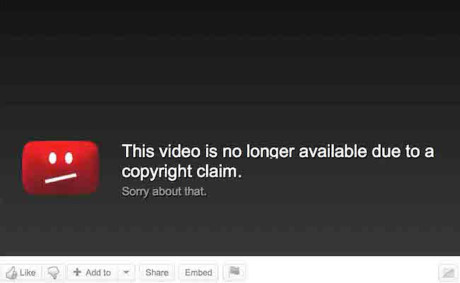 This video is no longer available due to a
copyright claim.
Sorry about that.
Like + Add to Share Embed